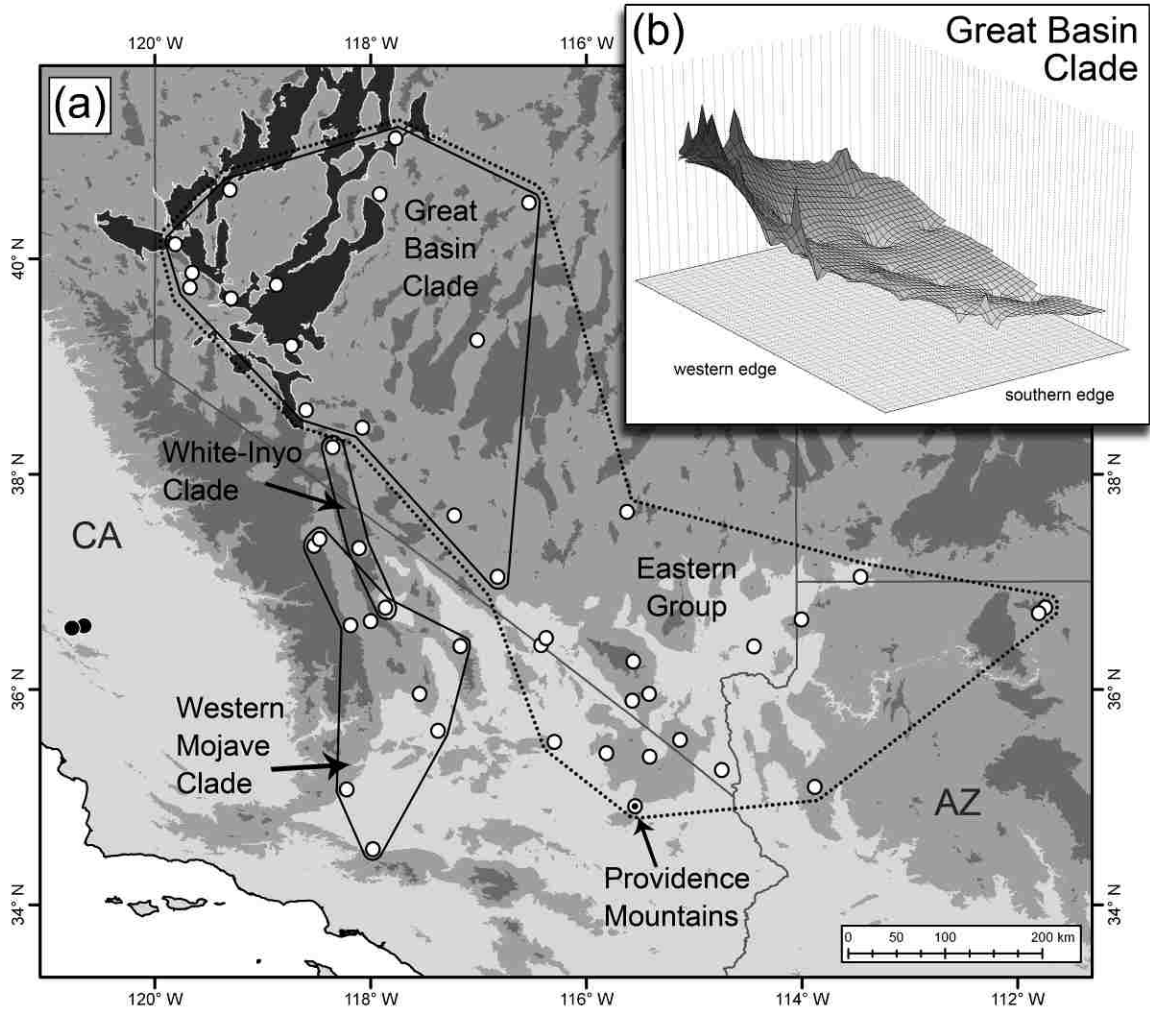 120° W
118° W
116° W
(b)
Great Basin
Clade
western edge
southern edge
(a)
40° N
38° N
36° N
34° N
Great
Basin
Clade
White-Inyo
Clade
CA
Eastern
Group
Western
Mojave
Clade
AZ
Providence
Mountains
38° N
36° N
34° N
0 50 100 200 km
120° W
118° W
116° W
114° W
112° W